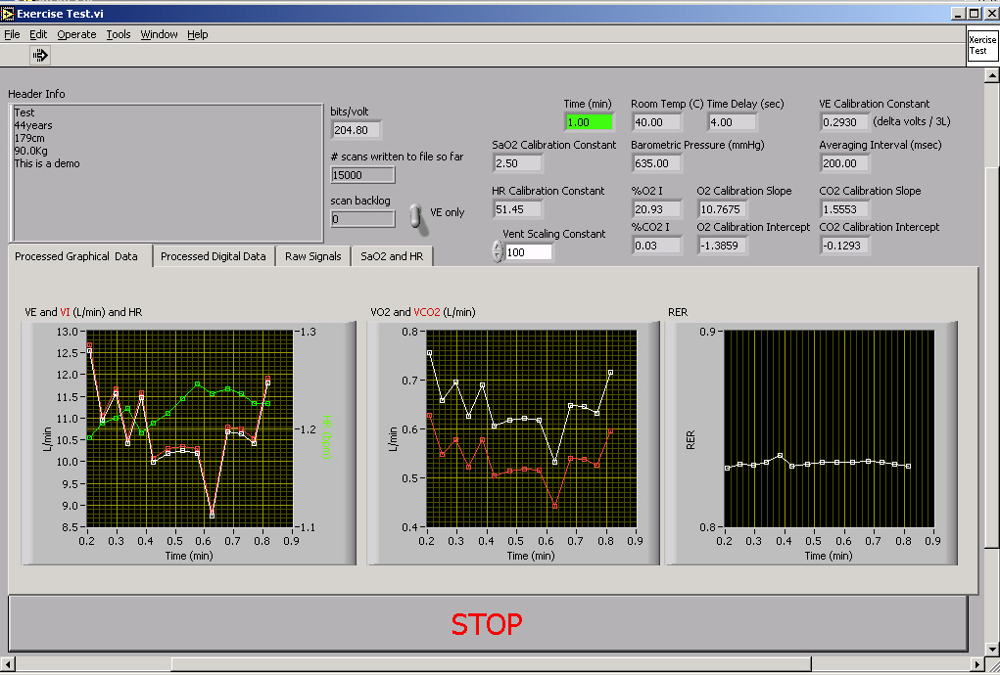 Exercise Test.vi
File Edit Operate Tools Window Help
Xercise
Test
Header Info
Test
44years
179cm
90.0Kg
This is a demo
bits/volt
204.80
# scans written to file so far
15000
scan backlog
0
VE only
Time (min) Room Temp (C) Time Delay (sec) VE Calibration Constant
1.00 40.00 4.00 0.2930 (delta volts / 3L)
SaO2 Calibration Constant Barometric Pressure (mmHg) Averaging Interval (msec)
2.50 635.00 200.00
HR Calibration Constant %O2 I O2 Calibration Slope CO2 Calibration Slope
51.45 20.93 10.7675 1.5553
Vent Scaling Constant %CO2 I O2 Calibration Intercept CO2 Calibration Intercept
100 0.03 -1.3859 -0.1293
Processed Graphical Data Processed Digital Data Raw Signals SaO2 and HR
VE and VI (L/min) and HR
13.0
12.5
12.0
11.5
11.0
10.5
10.0
9.5
9.0
8.5
L/min
1.3
1.2
1.1
0.2 0.3 0.4 0.5 0.6 0.7 0.8 0.9
Time (min)
VO2 and VCO2 (L/min)
0.8
0.7
0.6
0.5
0.4
L/min
0.2 0.3 0.4 0.5 0.6 0.7 0.8 0.9
Time (min)
RER
0.9
0.8
RER
0.2 0.3 0.4 0.5 0.6 0.7 0.8 0.9
Time (min)
STOP